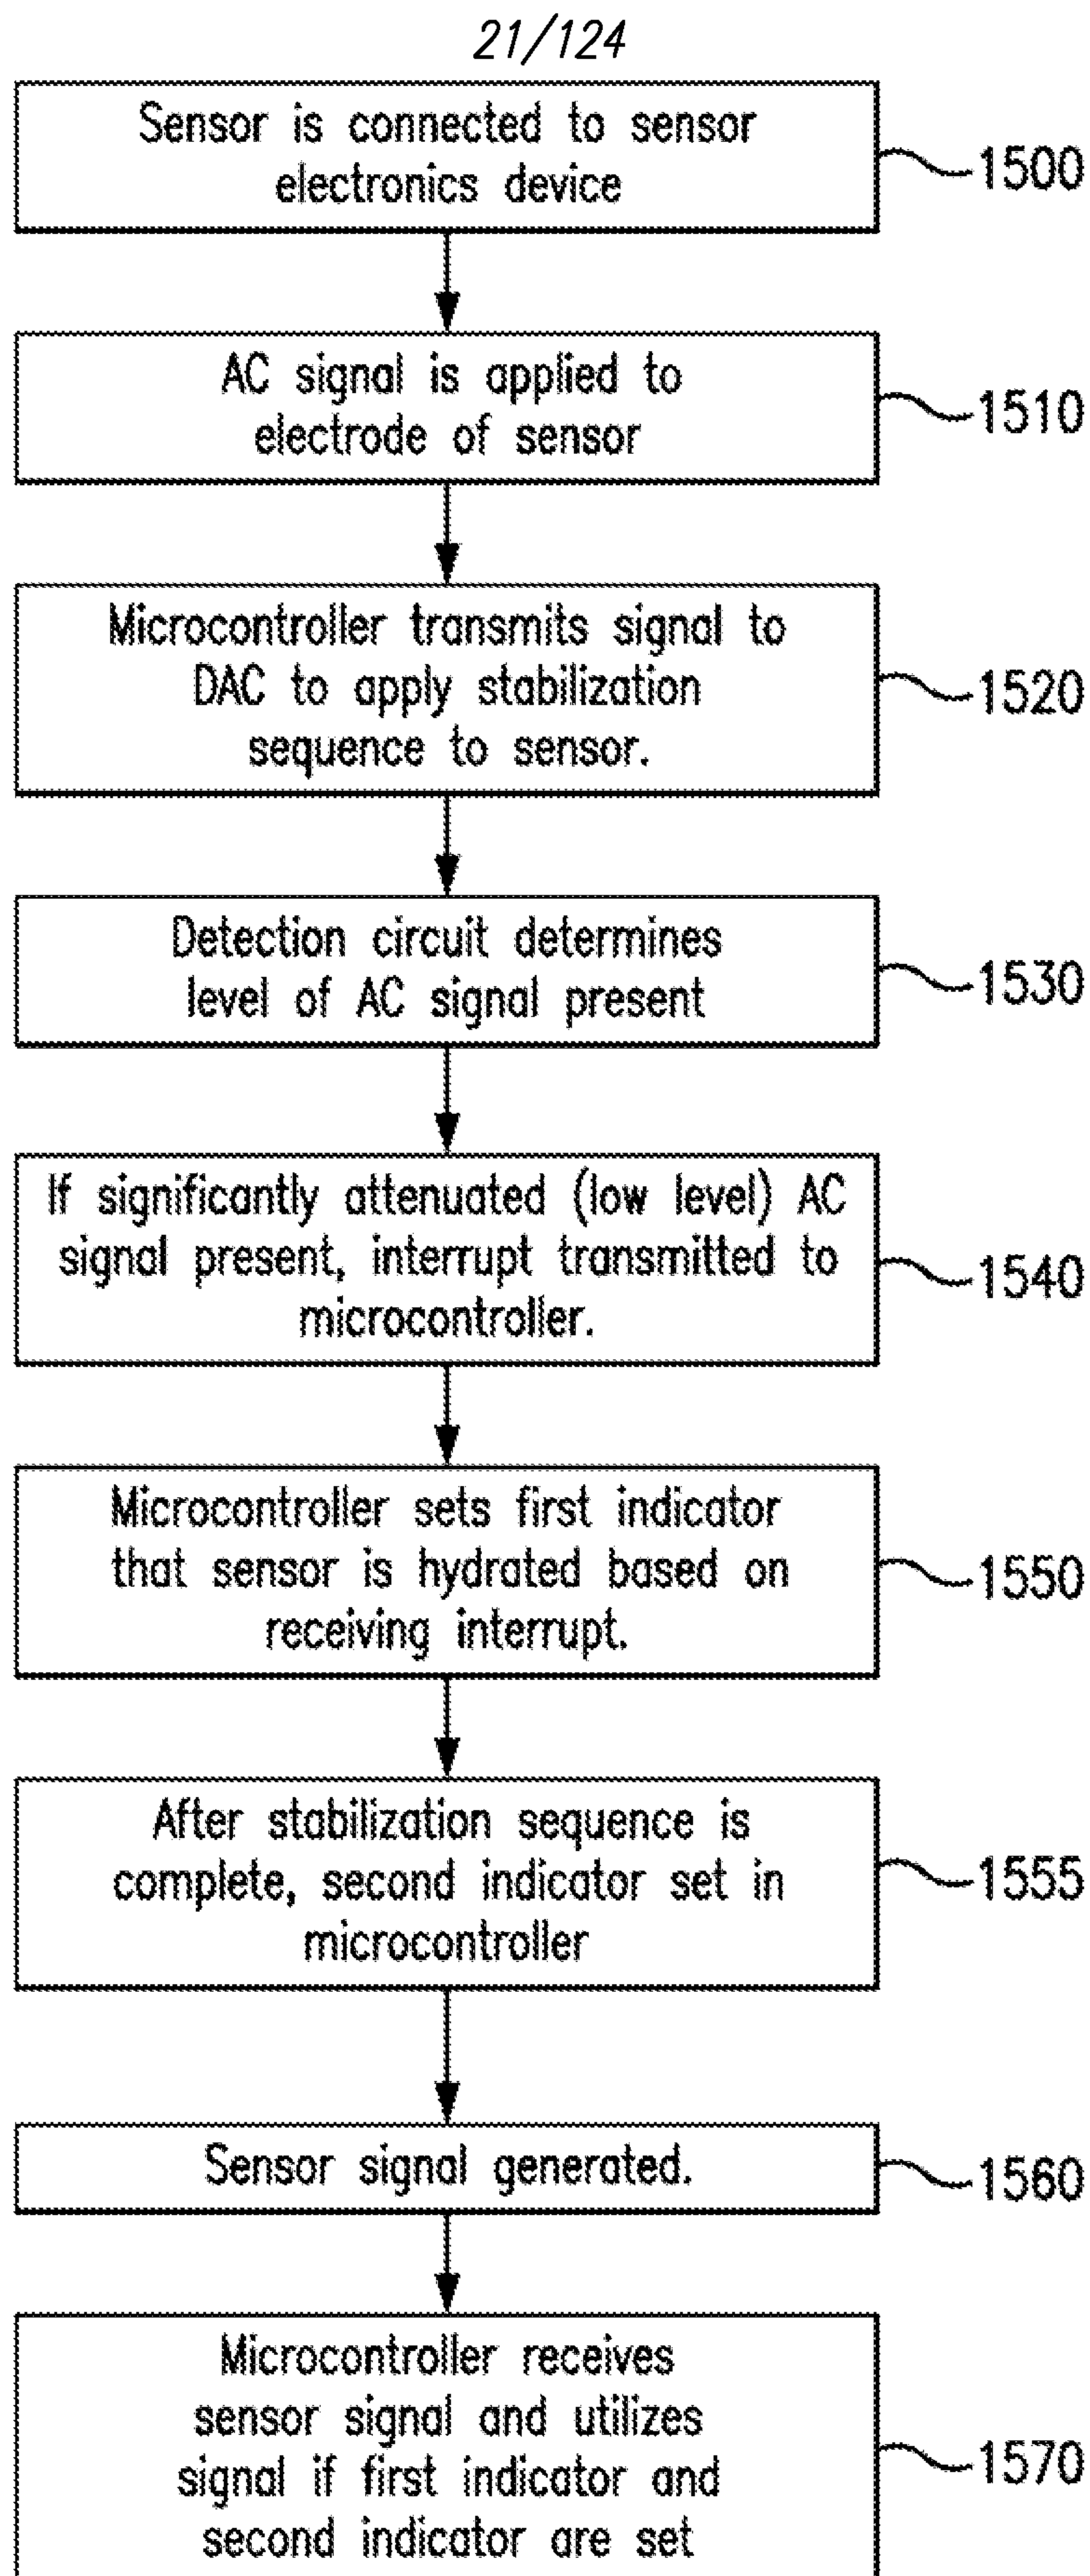 21/124
Sensor is connected to sensor
electronics device
1500
AC signal is applied to
electrode of sensor
1510
Microcontroller transmits signal to
DAC to apply stabilization
sequence to sensor.
1520
Detection circuit determines
level of AC signal present
1530
If significantly attenuated (low level) AC
signal present, interrupt transmitted to
microcontroller.
1540
Microcontroller sets first indicator
that sensor is hydrated based on
receiving interrupt.
1550
After stabilization sequence is
complete, second indicator set in
microcontroller
1555
Sensor signal generated.
1560
Microcontroller receives
sensor signal and utilizes
signal if first indicator and
second indicator are set
1570